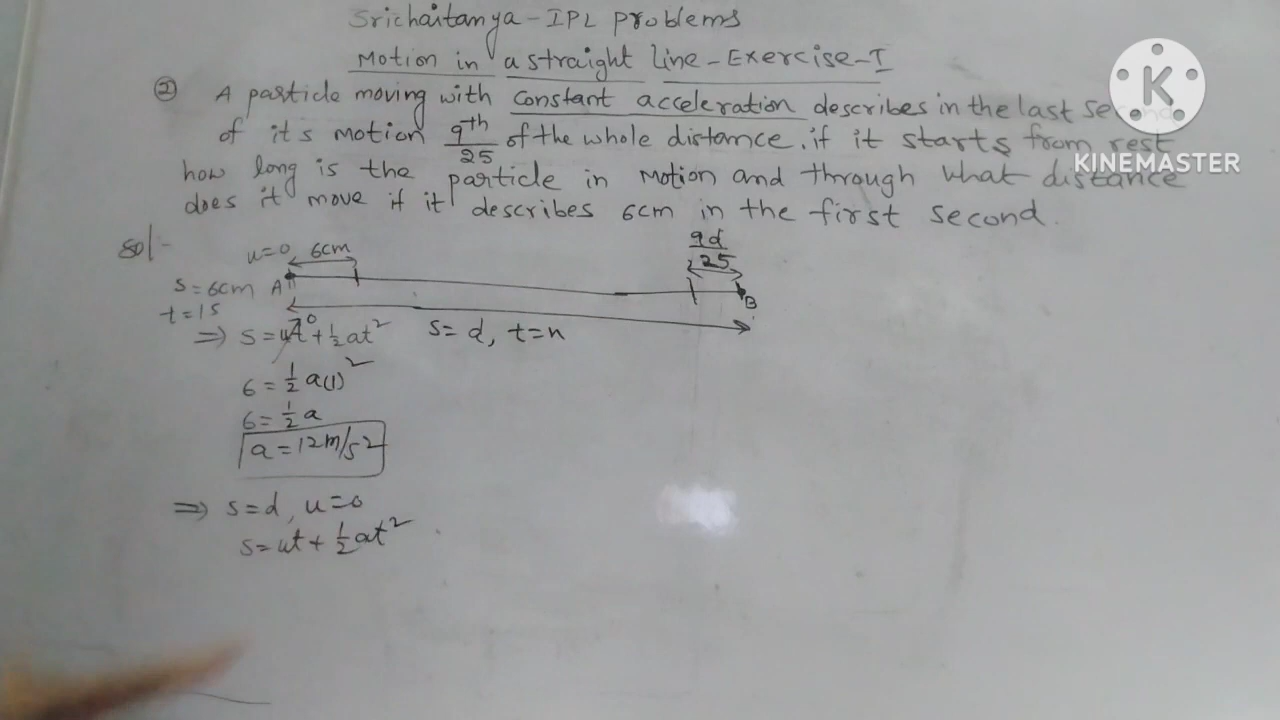 Srichaitanya - IPL problems
Motion in a straight line - Exercise - I
② A particle moving with constant acceleration describes in the last second
of its motion 9th/25 of the whole distance. if it starts from rest
how long is the particle in motion and through what distance
does it move if it describes 6cm in the first second.
K
KINEMASTER
sol:-
u=0 6cm
9d/25
s=6cm A
B
t=1s
s=d, t=n
⇒ s=ut⁰+½at²
6=½a(1)²
6=½a
a=12m/s²
⇒ s=d, u=0
s=ut+½at²